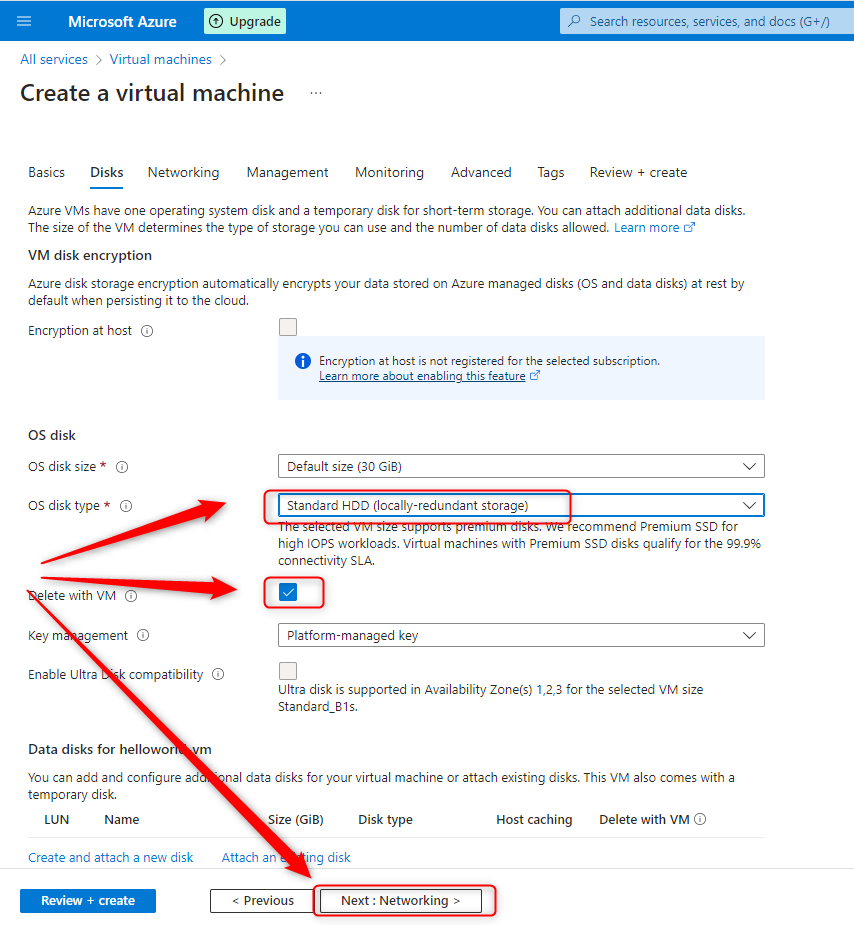 Microsoft Azure
Upgrade
Search resources, services, and docs (G+/)
All services > Virtual machines >
Create a virtual machine ...
Basics Disks Networking Management Monitoring Advanced Tags Review + create
Azure VMs have one operating system disk and a temporary disk for short-term storage. You can attach additional data disks.
The size of the VM determines the type of storage you can use and the number of data disks allowed. Learn more
VM disk encryption
Azure disk storage encryption automatically encrypts your data stored on Azure managed disks (OS and data disks) at rest by
default when persisting it to the cloud.
Encryption at host
Encryption at host is not registered for the selected subscription.
Learn more about enabling this feature
OS disk
OS disk size *
Default size (30 GiB)
OS disk type *
Standard HDD (locally-redundant storage)
The selected VM size supports premium disks. We recommend Premium SSD for
high IOPS workloads. Virtual machines with Premium SSD disks qualify for the 99.9%
connectivity SLA.
Delete with VM
Key management
Platform-managed key
Enable Ultra Disk compatibility
Ultra disk is supported in Availability Zone(s) 1,2,3 for the selected VM size
Standard_B1s.
Data disks for helloworld-vm
You can add and configure additional data disks for your virtual machine or attach existing disks. This VM also comes with a
temporary disk.
LUN Name Size (GiB) Disk type Host caching Delete with VM
Create and attach a new disk Attach an existing disk
Review + create
< Previous
Next : Networking >